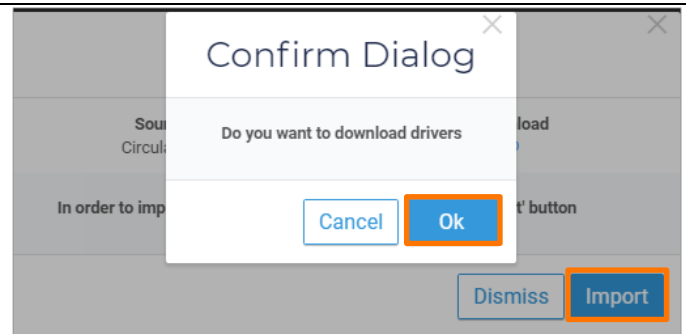 Confirm Dialog
Do you want to download drivers
Cancel
Ok
Sour
Circula
load
In order to imp
t' button
Dismiss
Import